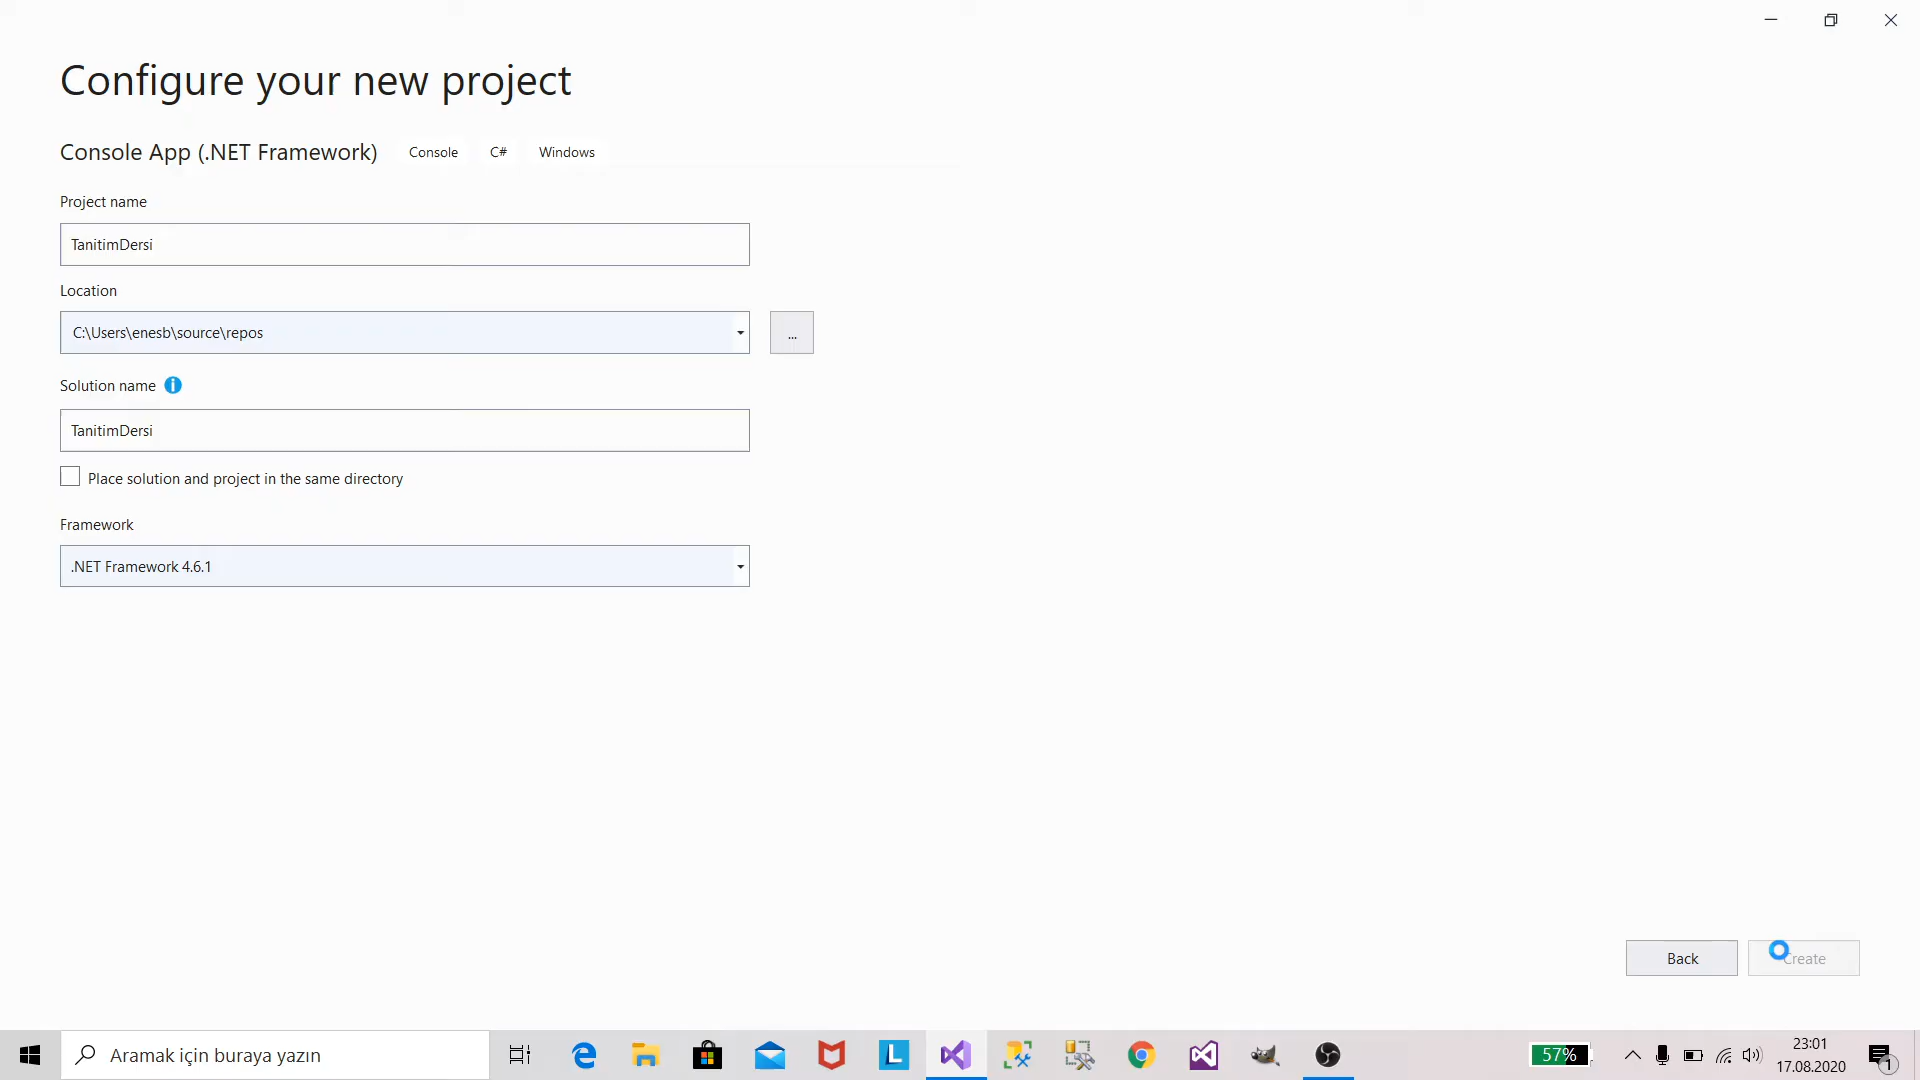 Configure your new project
Console App (.NET Framework) Console C# Windows
Project name
TanitimDersi
Location
C:\Users\enesb\source\repos
...
Solution name
TanitimDersi
Place solution and project in the same directory
Framework
.NET Framework 4.6.1
Back Create
Aramak için buraya yazın
57%
23:01
17.08.2020
1